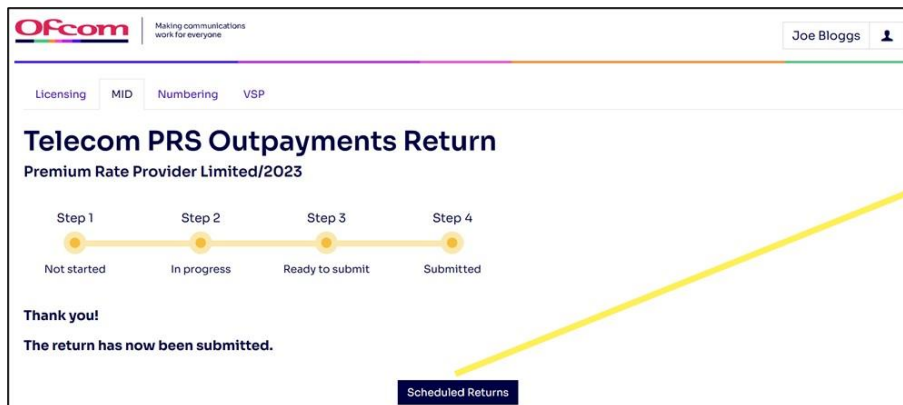 Ofcom
Making communications
work for everyone
Joe Bloggs
Licensing MID Numbering VSP
Telecom PRS Outpayments Return
Premium Rate Provider Limited/2023
Step 1 Step 2 Step 3 Step 4
Not started In progress Ready to submit Submitted
Thank you!
The return has now been submitted.
Scheduled Returns